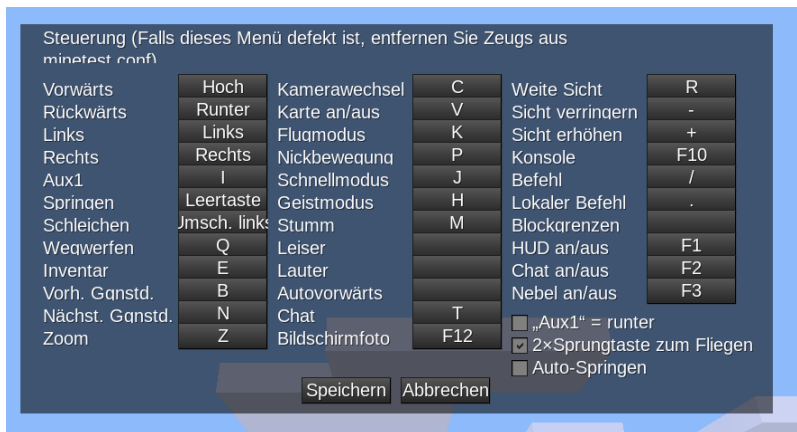 Steuerung (Falls dieses Menü defekt ist, entfernen Sie Zeugs aus
minetest.conf)
Vorwärts Hoch Kamerawechsel C Weite Sicht R
Rückwärts Runter Karte an/aus V Sicht verringern -
Links Links Flugmodus K Sicht erhöhen +
Rechts Rechts Nickbewegung P Konsole F10
Aux1 I Schnellmodus J Befehl /
Springen Leertaste Geistmodus H Lokaler Befehl .
Schleichen Umsch. links Stumm M Blockgrenzen
Wegwerfen Q Leiser HUD an/aus F1
Inventar E Lauter Chat an/aus F2
Vorh. Ggnstd. B Autovorwärts Nebel an/aus F3
Nächst. Ggnstd. N Chat T
Zoom Z Bildschirmfoto F12
„Aux1“ = runter
2×Sprungtaste zum Fliegen
Auto-Springen
Speichern Abbrechen